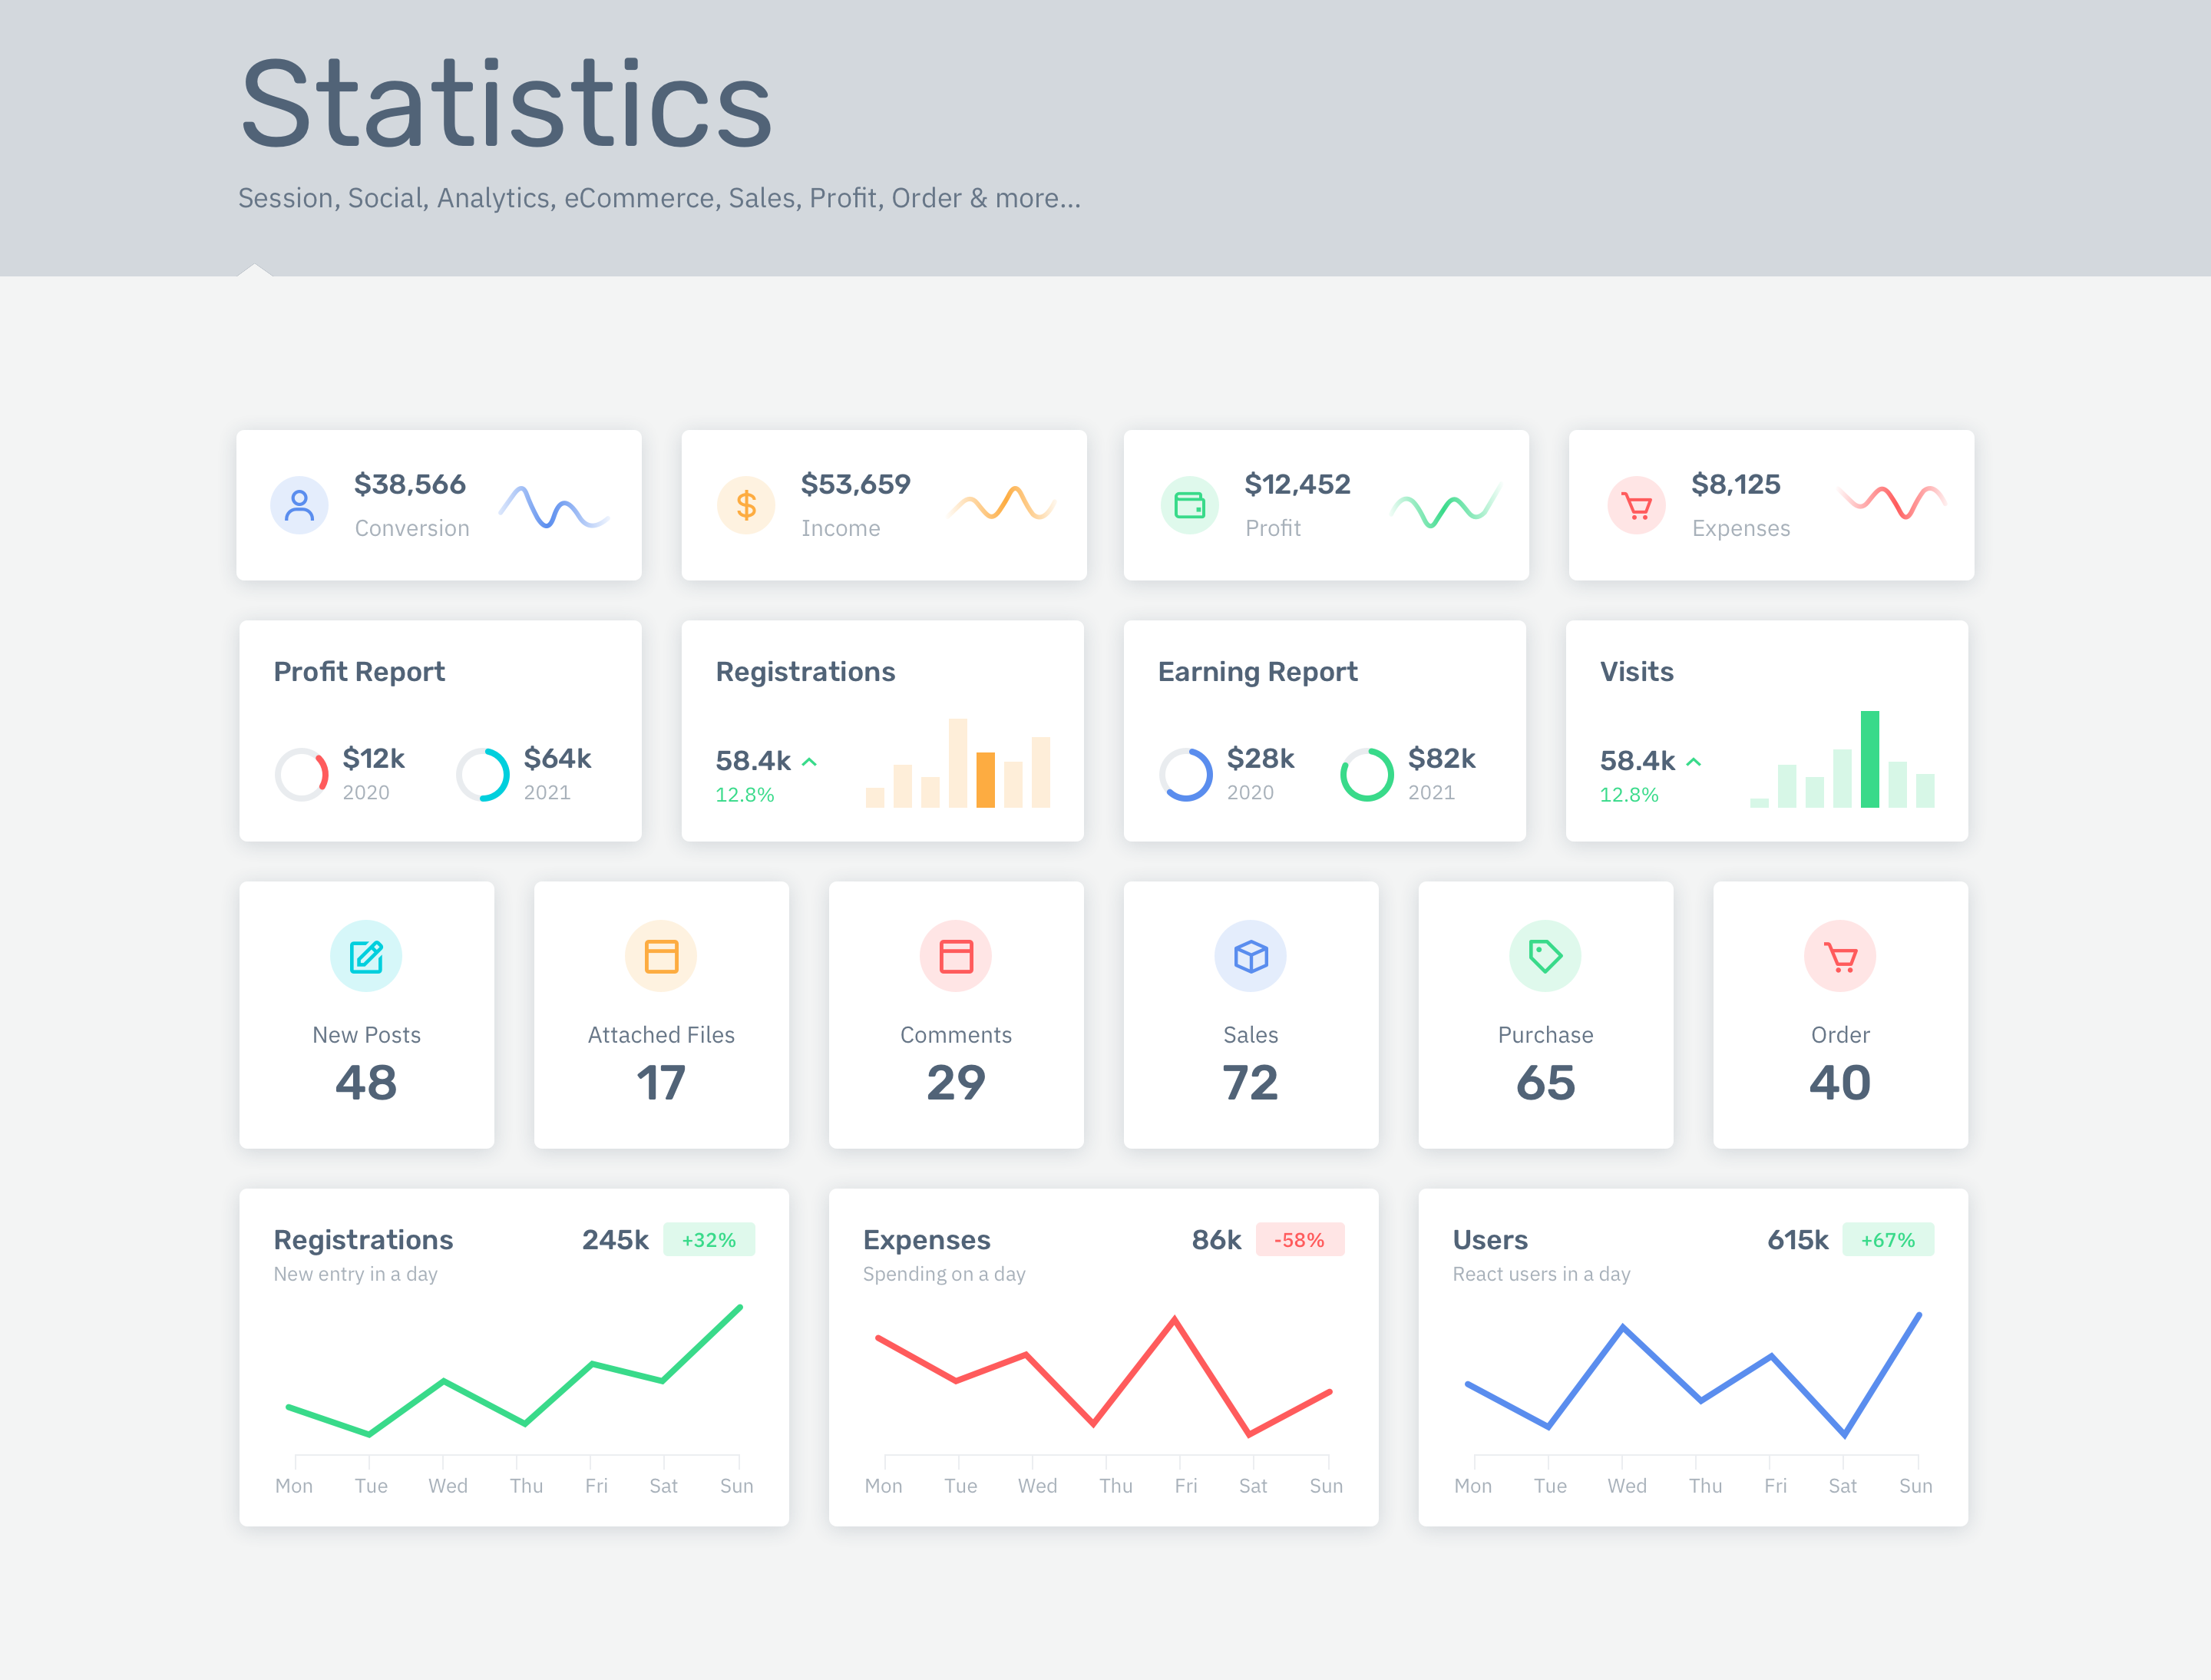 Statistics
Session, Social, Analytics, eCommerce, Sales, Profit, Order & more...
$38,566
Conversion
$53,659
Income
$12,452
Profit
$8,125
Expenses
Profit Report
$12k
2020
$64k
2021
Registrations
58.4k
12.8%
Earning Report
$28k
2020
$82k
2021
Visits
58.4k
12.8%
New Posts
48
Attached Files
17
Comments
29
Sales
72
Purchase
65
Order
40
Registrations 245k +32%
New entry in a day
Mon Tue Wed Thu Fri Sat Sun
Expenses 86k -58%
Spending on a day
Mon Tue Wed Thu Fri Sat Sun
Users 615k +67%
React users in a day
Mon Tue Wed Thu Fri Sat Sun